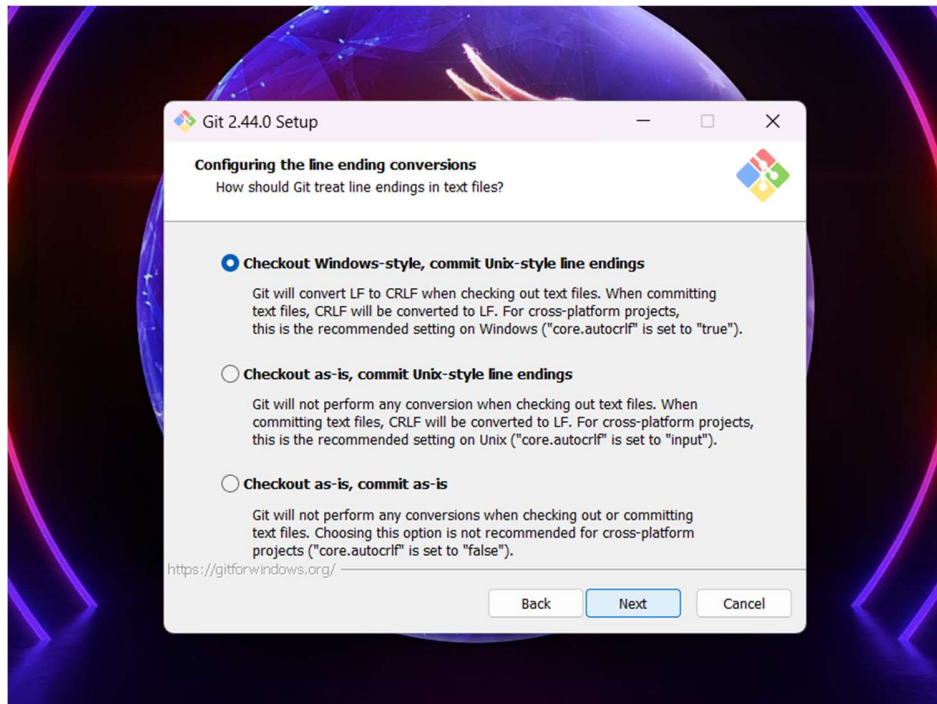 Git 2.44.0 Setup
Configuring the line ending conversions
How should Git treat line endings in text files?
Checkout Windows-style, commit Unix-style line endings
Git will convert LF to CRLF when checking out text files. When committing
text files, CRLF will be converted to LF. For cross-platform projects,
this is the recommended setting on Windows ("core.autocrlf" is set to "true").
Checkout as-is, commit Unix-style line endings
Git will not perform any conversion when checking out text files. When
committing text files, CRLF will be converted to LF. For cross-platform projects,
this is the recommended setting on Unix ("core.autocrlf" is set to "input").
Checkout as-is, commit as-is
Git will not perform any conversions when checking out or committing
text files. Choosing this option is not recommended for cross-platform
projects ("core.autocrlf" is set to "false").
https://gitforwindows.org/
Back Next Cancel